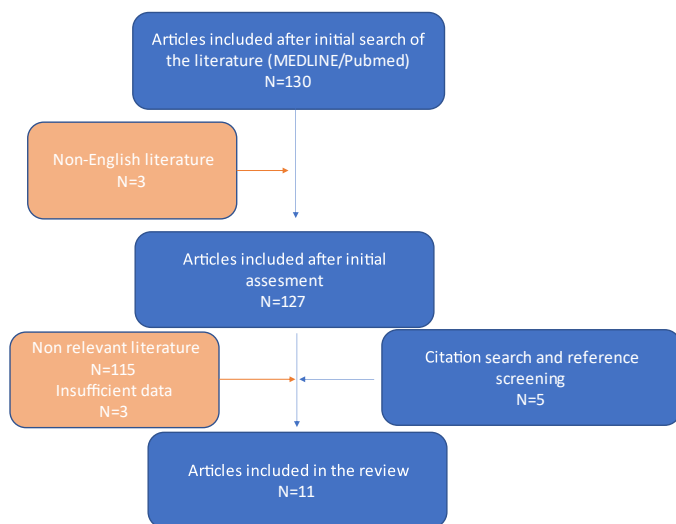 Articles included after initial search of
the literature (MEDLINE/Pubmed)
N=130
Non-English literature
N=3
Articles included after initial
assesment
N=127
Non relevant literature
N=115
Insufficient data
N=3
Citation search and reference
screening
N=5
Articles included in the review
N=11